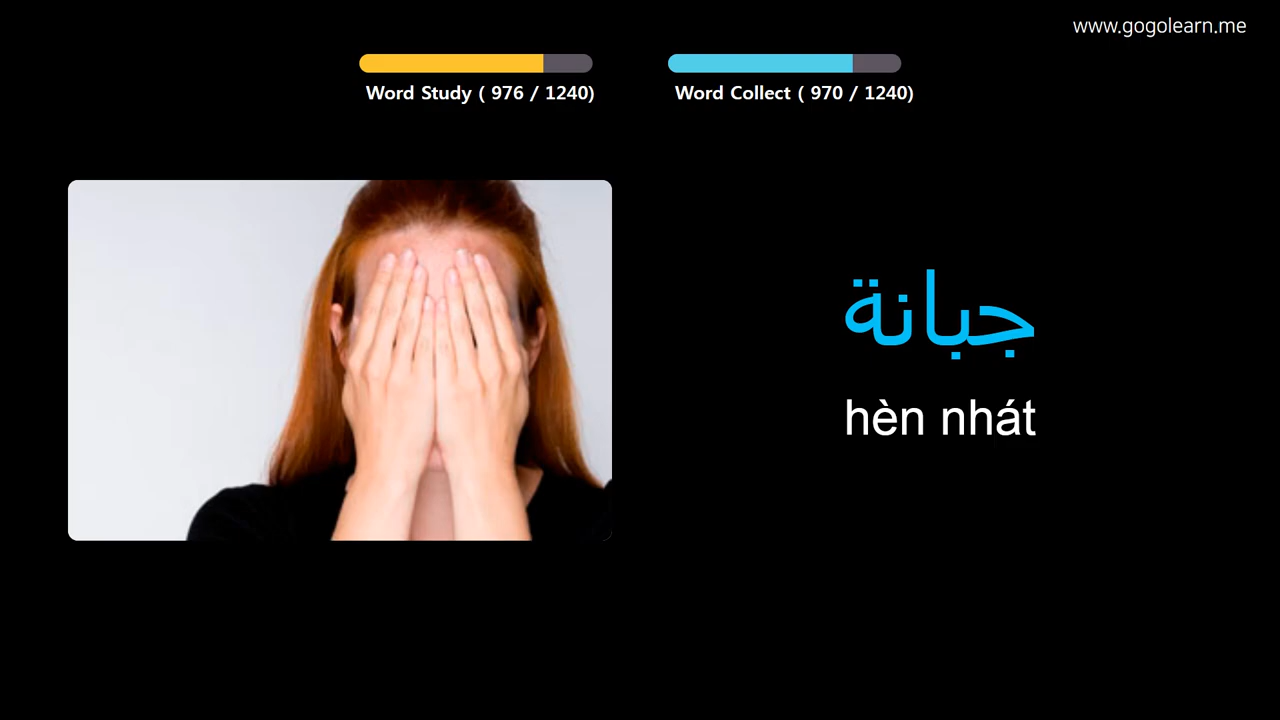 www.gogolearn.me
Word Study ( 976 / 1240)
Word Collect ( 970 / 1240)
جبانة
hèn nhát